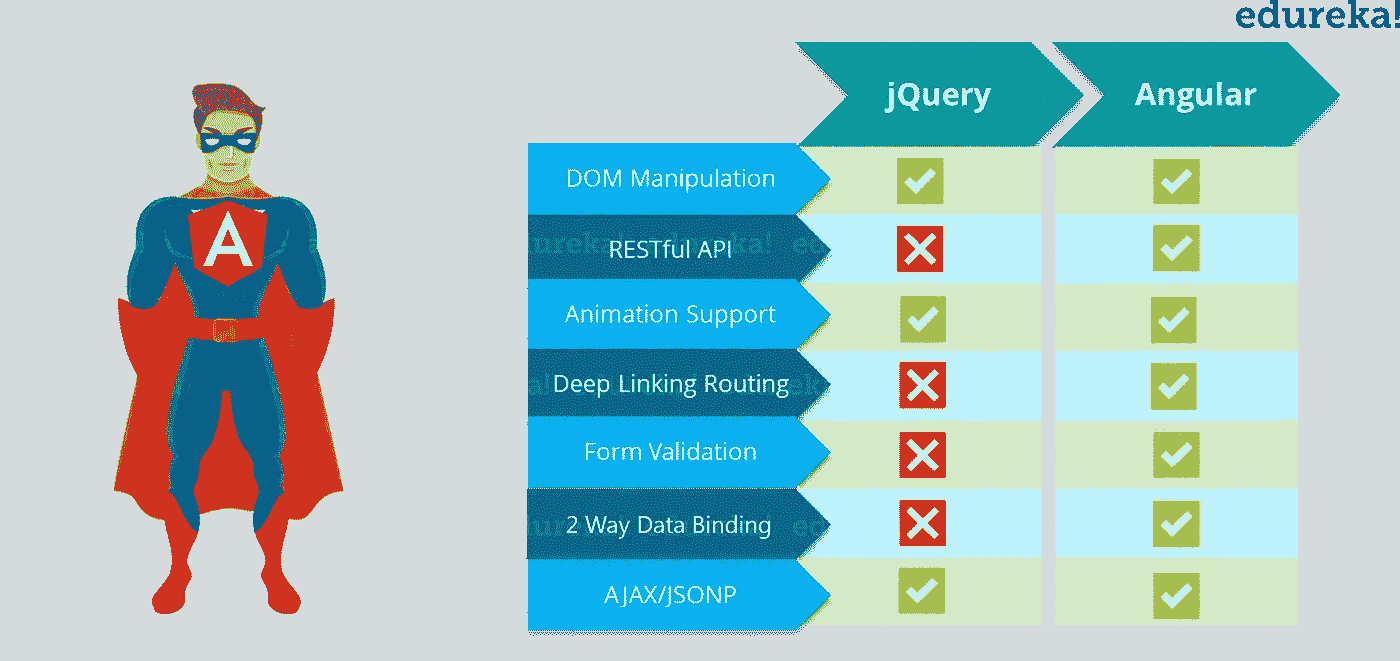 edureka!
jQuery Angular
DOM Manipulation
RESTful API
Animation Support
Deep Linking Routing
Form Validation
2 Way Data Binding
AJAX/JSONP
A